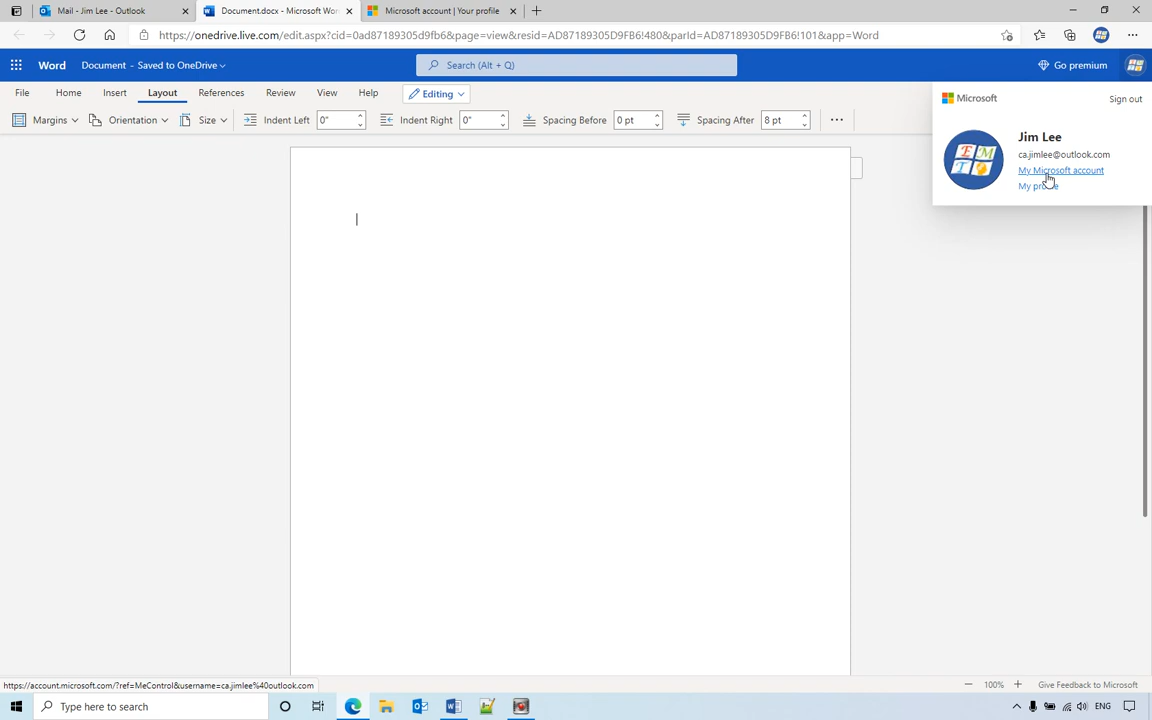 Mail - Jim Lee - Outlook
Document.docx - Microsoft Wor
Microsoft account | Your profile
https://onedrive.live.com/edit.aspx?cid=0ad87189305d9fb6&page=view&resid=AD87189305D9FB6!480&parId=AD87189305D9FB6!101&app=Word
Word
Document - Saved to OneDrive
Search (Alt + Q)
Go premium
File Home Insert Layout References Review View Help Editing
Margins Orientation Size Indent Left 0" Indent Right 0" Spacing Before 0 pt Spacing After 8 pt
Microsoft
Sign out
EM
T
Jim Lee
ca.jimlee@outlook.com
My Microsoft account
My pro
https://account.microsoft.com/?ref=MeControl&username=ca.jimlee%40outlook.com
100%
Give Feedback to Microsoft
Type here to search
ENG